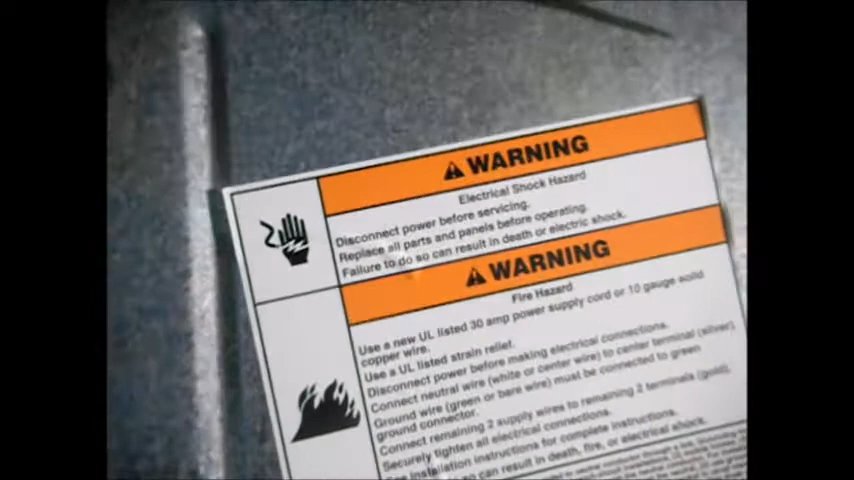 WARNING
Electrical Shock Hazard
Disconnect power before servicing.
Replace all parts and panels before operating.
Failure to do so can result in death or electric shock.
WARNING
Fire Hazard
Use a new UL listed 30 amp power supply cord or 10 gauge solid
copper wire.
Use a UL listed strain relief.
Disconnect power before making electrical connections.
Connect neutral wire (white or center wire) to center terminal (silver).
Ground wire (green or bare wire) must be connected to green
ground connector.
Connect remaining 2 supply wires to remaining 2 terminals (gold).
Securely tighten all electrical connections.
See installation instructions for complete instructions.
so can result in death, fire, or electrical shock.